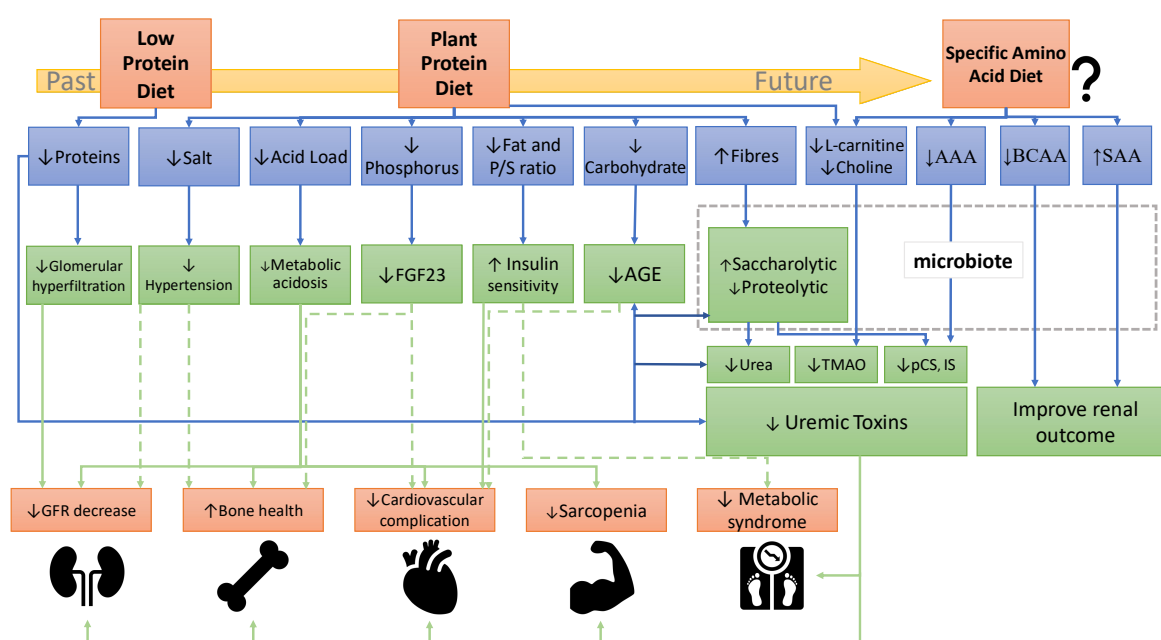 Low
Protein
Diet
Plant
Protein
Diet
Specific Amino
Acid Diet
?
Past
Future
↓Proteins
↓Salt
↓Acid Load
↓
Phosphorus
↓Fat and
P/S ratio
↓
Carbohydrate
↑Fibres
↓L-carnitine
↓Choline
↓AAA
↓BCAA
↑SAA
↓Glomerular
hyperfiltration
↓
Hypertension
↓Metabolic
acidosis
↓FGF23
↑ Insulin
sensitivity
↓AGE
↑Saccharolytic
↓Proteolytic
microbiote
↓Urea
↓TMAO
↓pCS, IS
↓ Uremic Toxins
Improve renal
outcome
↓GFR decrease
↑Bone health
↓Cardiovascular
complication
↓Sarcopenia
↓ Metabolic
syndrome